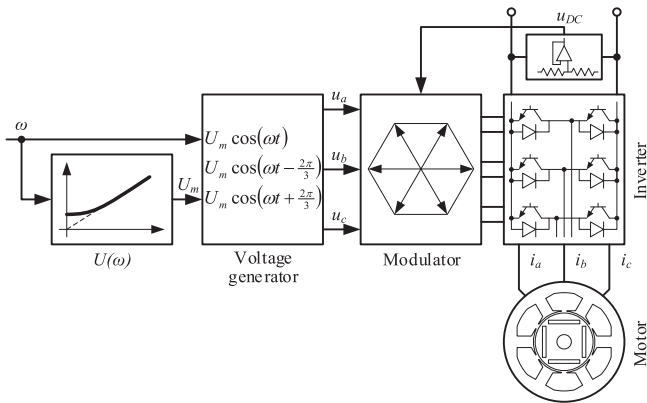 u_DC
ω
U(ω)
U_m
U_m cos(ωt)
U_m cos(ωt − 2π/3)
U_m cos(ωt + 2π/3)
Voltage
generator
u_a
u_b
u_c
Modulator
Inverter
i_a i_b i_c
Motor